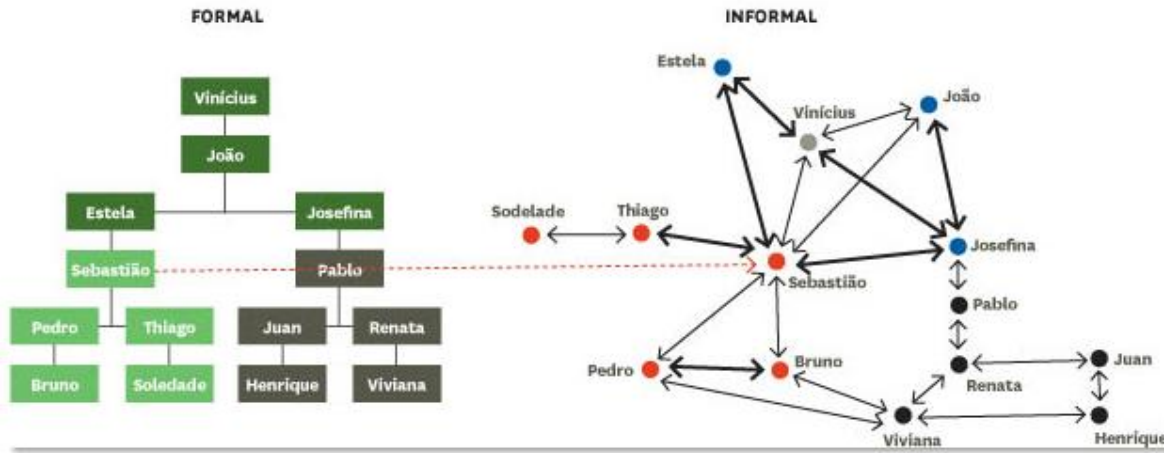 FORMAL
Vinícius
João
Estela
Josefina
Sebastião
Pablo
Pedro
Thiago
Juan
Renata
Bruno
Soledade
Henrique
Viviana
INFORMAL
Estela
João
Vinícius
Sodelade
Thiago
Josefina
Sebastião
Pablo
Pedro
Bruno
Juan
Renata
Viviana
Henrique